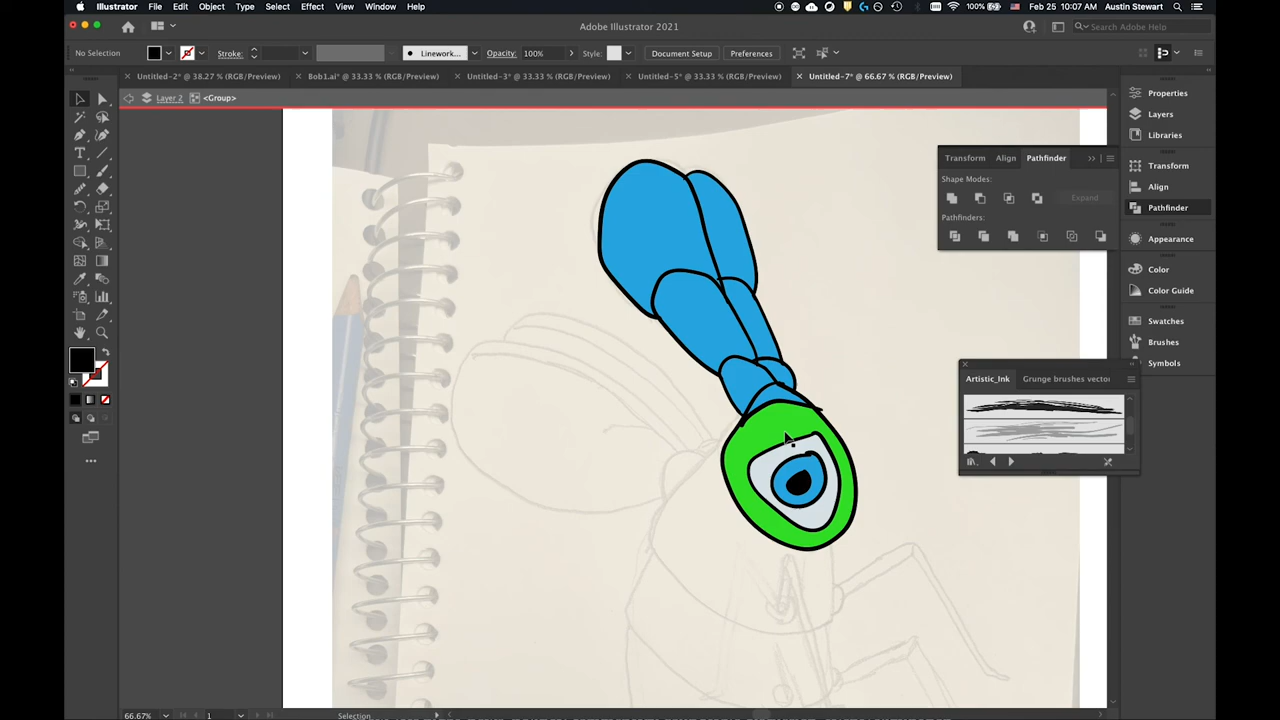 Illustrator File Edit Object Type Select Effect View Window Help 100% Feb 25 10:07 AM Austin Stewart
Adobe Illustrator 2021
Search Adobe Help
No Selection Stroke: Linework... Opacity: 100% Style: Document Setup Preferences
Untitled-2* @ 38.27 % (RGB/Preview) Bob1.ai* @ 33.33 % (RGB/Preview) Untitled-3* @ 33.33 % (RGB/Preview) Untitled-5* @ 33.33 % (RGB/Preview) Untitled-7* @ 66.67 % (RGB/Preview)
Layer 2 <Group>
Properties
Layers
Libraries
Transform
Align
Pathfinder
Appearance
Color
Color Guide
Swatches
Brushes
Symbols
Transform Align Pathfinder
Shape Modes:
Expand
Pathfinders:
Artistic_Ink Grunge brushes vector
66.67% 1 Selection